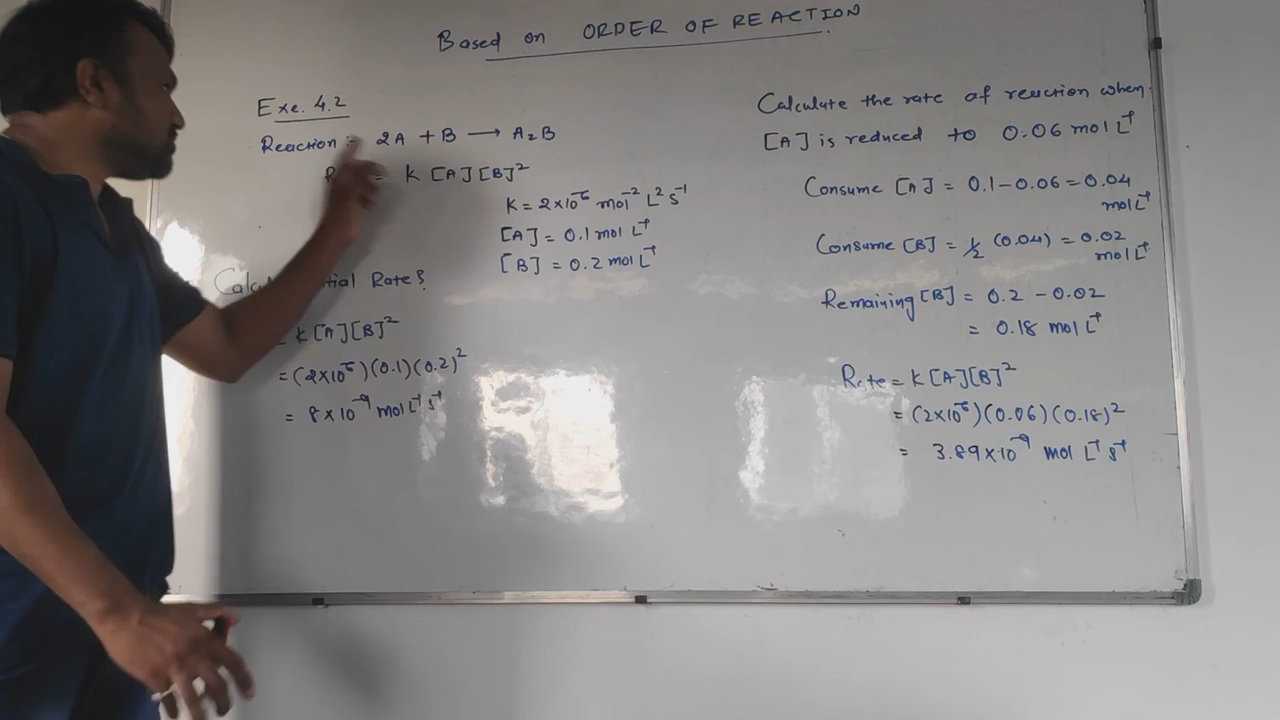 Based on ORDER OF REACTION
Exe. 4.2
Reaction :- 2A + B ⟶ A₂B
= K [A][B]²
K = 2×10⁻⁶ mol⁻² L² s⁻¹
[A] = 0.1 mol L⁻¹
[B] = 0.2 mol L⁻¹
Rate?
= K[A][B]²
= (2×10⁻⁶)(0.1)(0.2)²
= 8×10⁻⁹ mol L⁻¹ s⁻¹
Calculate the rate of reaction when
[A] is reduced to 0.06 mol L⁻¹
Consume [A] = 0.1-0.06 = 0.04
mol L⁻¹
Consume [B] = 1/2 (0.04) = 0.02
mol L⁻¹
Remaining [B] = 0.2 - 0.02
= 0.18 mol L⁻¹
Rate = K[A][B]²
= (2×10⁻⁶)(0.06)(0.18)²
= 3.89×10⁻⁹ mol L⁻¹ s⁻¹